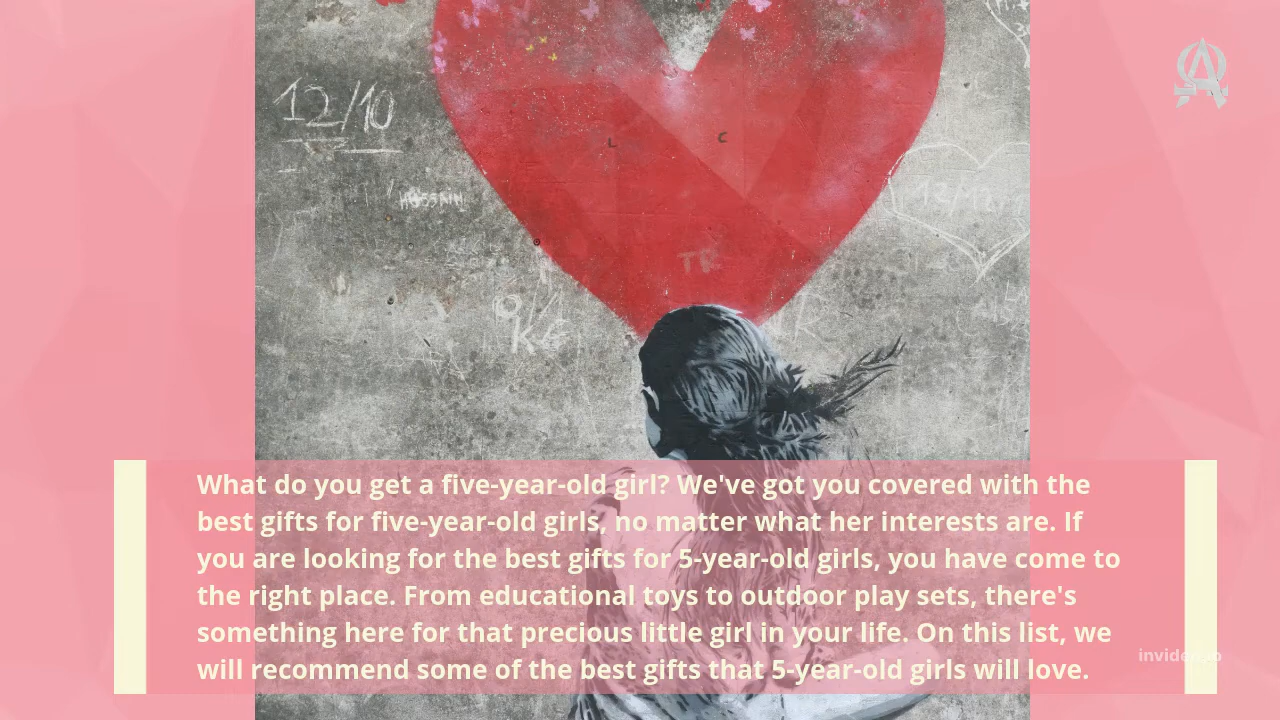 12/10
HOSSAIN
TR
K
What do you get a five-year-old girl? We've got you covered with the
best gifts for five-year-old girls, no matter what her interests are. If
you are looking for the best gifts for 5-year-old girls, you have come to
the right place. From educational toys to outdoor play sets, there's
something here for that precious little girl in your life. On this list, we
will recommend some of the best gifts that 5-year-old girls will love.